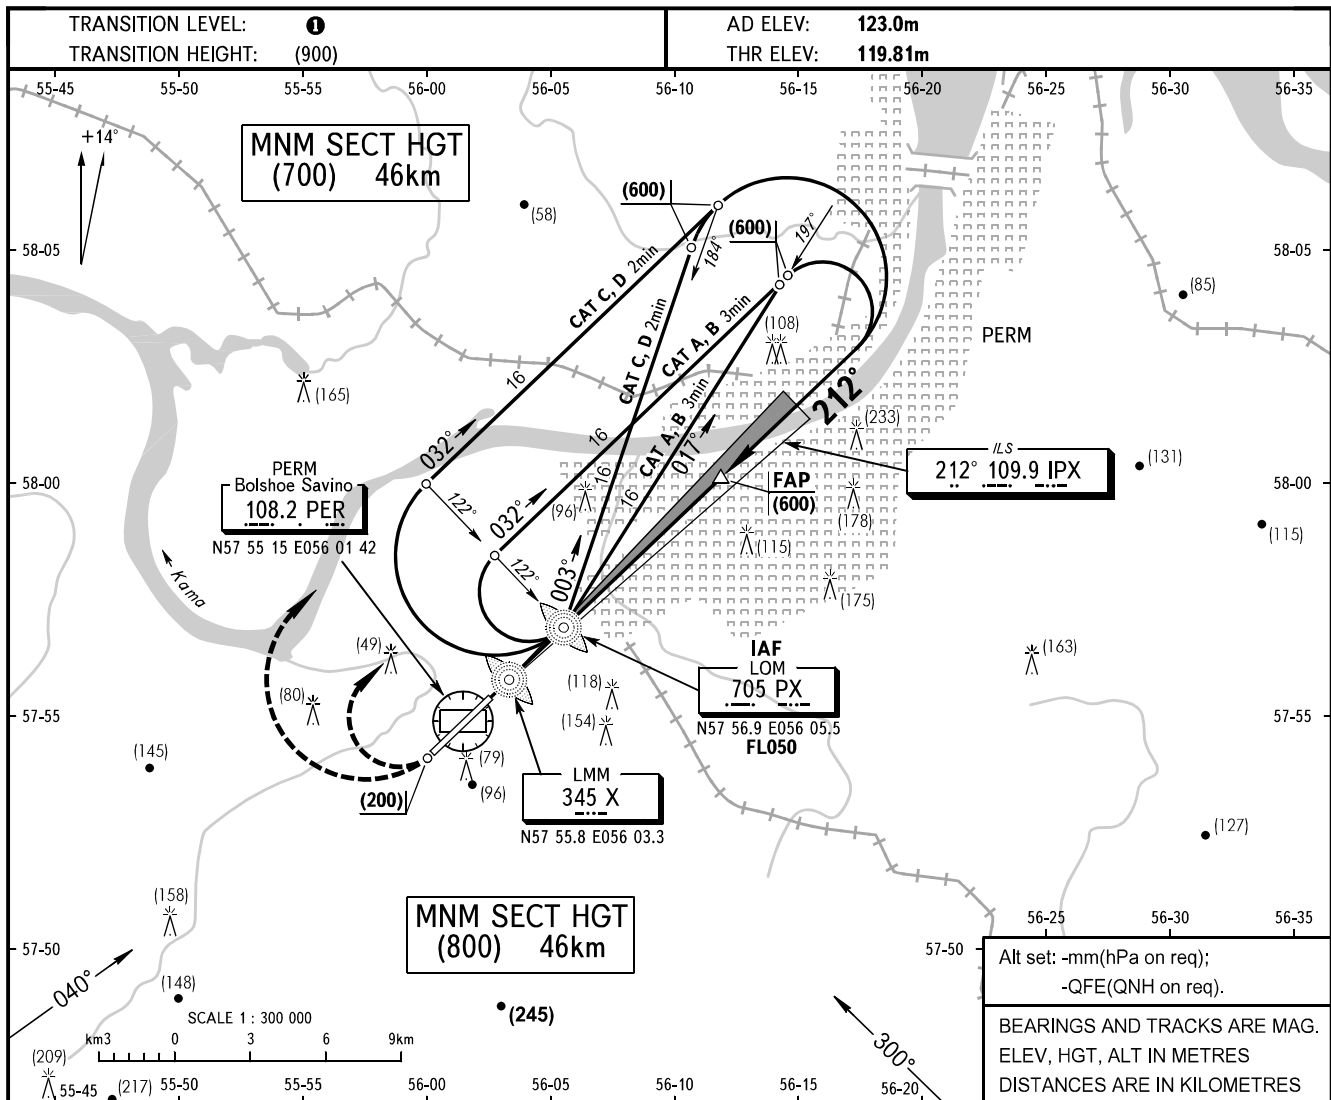 TRANSITION LEVEL: ❶
TRANSITION HEIGHT: (900)
AD ELEV: 123.0m
THR ELEV: 119.81m
55-45 55-50 55-55 56-00 56-05 56-10 56-15 56-20 56-25 56-30 56-35
+14°
MNM SECT HGT
(700) 46km
(58)
(600)
(600)
197°
184°
58-05
58-05
(85)
CAT C, D 2min
CAT C, D 2min
CAT A, B 3min
CAT A, B 3min
(108)
PERM
16
16
16
16
(165)
212°
(233)
032°
017°
ILS
212° 109.9 IPX
(131)
PERM
Bolshoe Savino
108.2 PER
N57 55 15 E056 01 42
58-00
58-00
122°
032°
(96)
FAP
(600)
(178)
(115)
(115)
122°
003°
Kama
(175)
(49)
(80)
IAF
LOM
705 PX
N57 56.9 E056 05.5
FL050
(163)
(118)
(154)
57-55
57-55
(145)
(79)
(96)
(200)
LMM
345 X
N57 55.8 E056 03.3
(127)
(158)
MNM SECT HGT
(800) 46km
56-25 56-30 56-35
57-50
57-50
040°
(148)
(245)
300°
SCALE 1 : 300 000
km3 0 3 6 9km
(209)
(217)
55-45 55-50 55-55 56-00 56-05 56-10 56-15 56-20
Alt set: -mm(hPa on req);
-QFE(QNH on req).
BEARINGS AND TRACKS ARE MAG.
ELEV, HGT, ALT IN METRES
DISTANCES ARE IN KILOMETRES